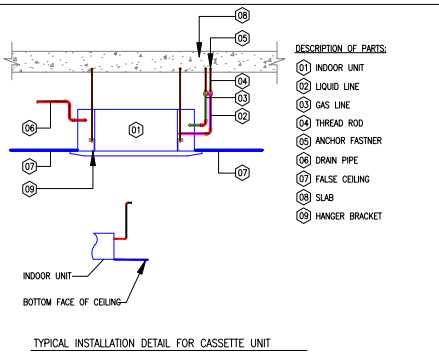 08
05
04
03
02
06
01
07
07
09
INDOOR UNIT
BOTTOM FACE OF CEILING
TYPICAL INSTALLATION DETAIL FOR CASSETTE UNIT
DESCRIPTION OF PARTS:
01 INDOOR UNIT
02 LIQUID LINE
03 GAS LINE
04 THREAD ROD
05 ANCHOR FASTNER
06 DRAIN PIPE
07 FALSE CEILING
08 SLAB
09 HANGER BRACKET